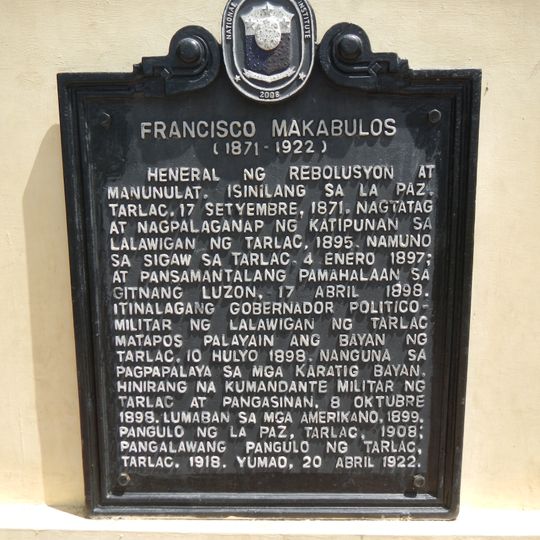 NATIONAL
INSTITUTE
2008
FRANCISCO MAKABULOS
(1871-1922)
HENERAL NG REBOLUSYON AT
MANUNULAT. ISINILANG SA LA PAZ,
TARLAC, 17 SETYEMBRE, 1871. NAGTATAG
AT NAGPALAGANAP NG KATIPUNAN SA
LALAWIGAN NG TARLAC, 1895. NAMUNO
SA SIGAW SA TARLAC, 4 ENERO 1897;
AT PANSAMANTALANG PAMAHALAAN SA
GITNANG LUZON, 17 ABRIL 1898.
ITINALAGANG GOBERNADOR POLITICO-
MILITAR NG LALAWIGAN NG TARLAC
MATAPOS PALAYAIN ANG BAYAN NG
TARLAC, 10 HULYO 1898. NANGUNA SA
PAGPAPALAYA SA MGA KARATIG BAYAN.
HINIRANG NA KUMANDANTE MILITAR NG
TARLAC AT PANGASINAN, 8 OKTUBRE
1898. LUMABAN SA MGA AMERIKANO, 1899.
PANGULO NG LA PAZ, TARLAC, 1908;
PANGALAWANG PANGULO NG TARLAC,
TARLAC, 1918. YUMAO, 20 ABRIL 1922.